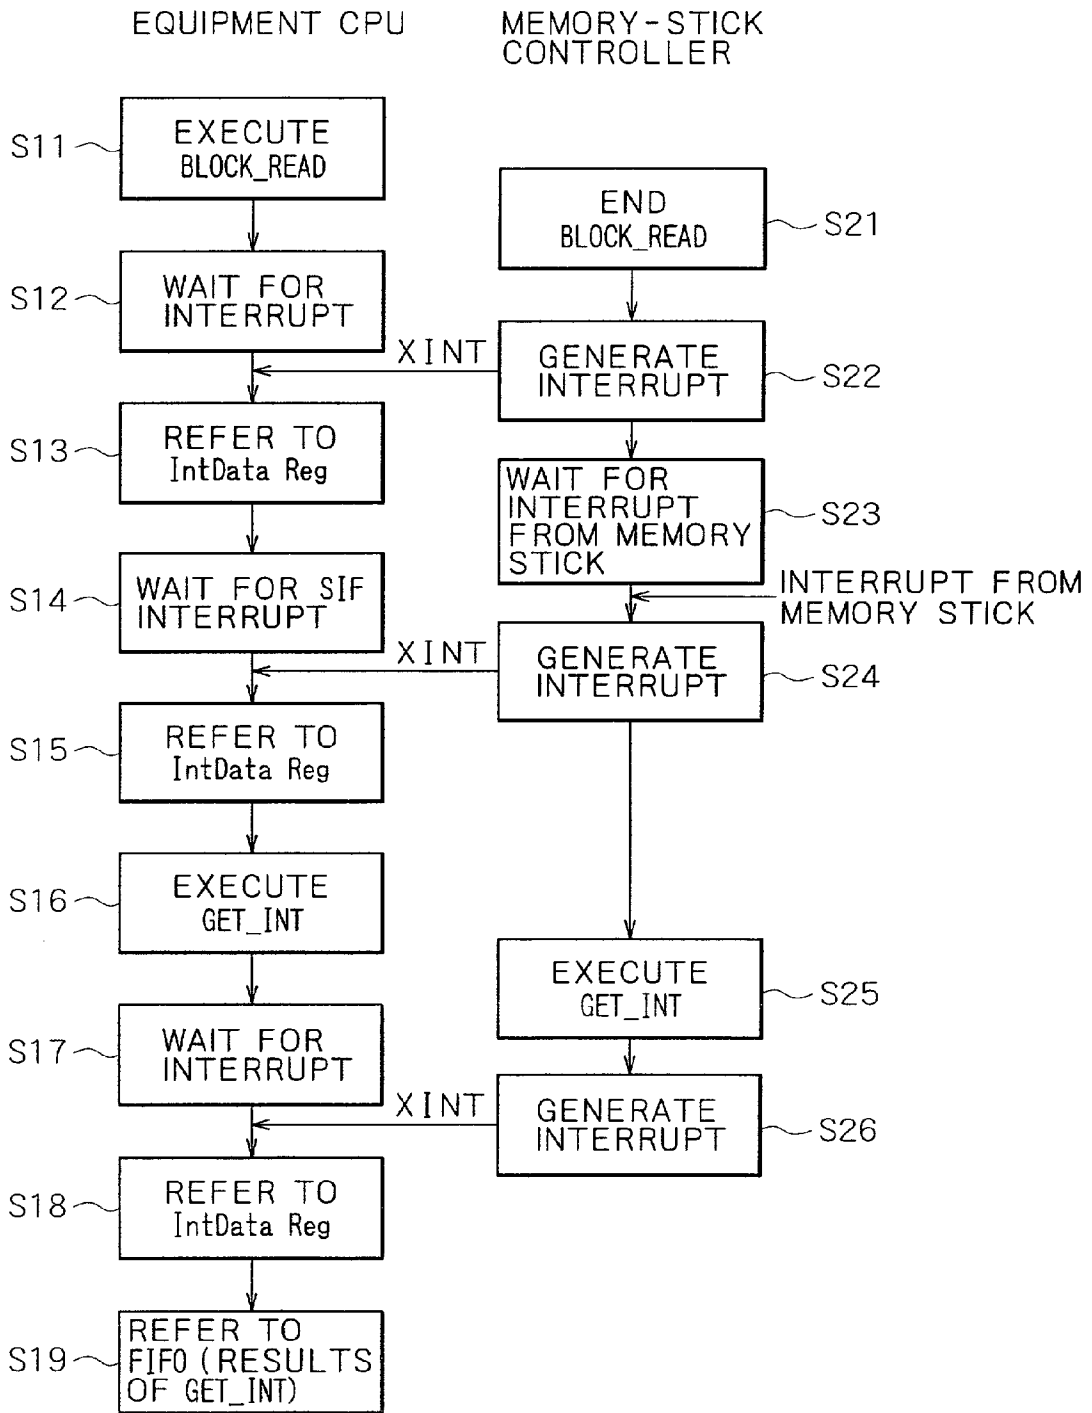 EQUIPMENT CPU
MEMORY-STICK
CONTROLLER
S11
EXECUTE
BLOCK_READ
END
BLOCK_READ
S21
S12
WAIT FOR
INTERRUPT
XINT
GENERATE
INTERRUPT
S22
S13
REFER TO
IntData Reg
WAIT FOR
INTERRUPT
FROM MEMORY
STICK
S23
S14
WAIT FOR SIF
INTERRUPT
INTERRUPT FROM
MEMORY STICK
XINT
GENERATE
INTERRUPT
S24
S15
REFER TO
IntData Reg
S16
EXECUTE
GET_INT
EXECUTE
GET_INT
S25
S17
WAIT FOR
INTERRUPT
XINT
GENERATE
INTERRUPT
S26
S18
REFER TO
IntData Reg
S19
REFER TO
FIFO (RESULTS
OF GET_INT)